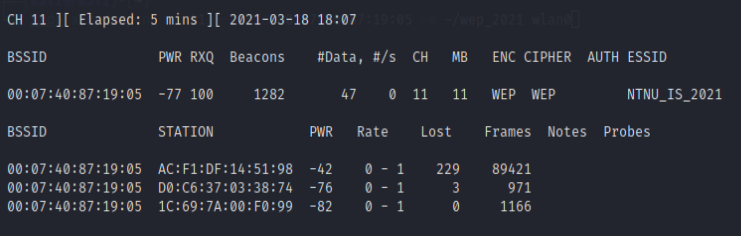 CH 11 ][ Elapsed: 5 mins ][ 2021-03-18 18:07
BSSID PWR RXQ Beacons #Data, #/s CH MB ENC CIPHER AUTH ESSID
00:07:40:87:19:05 -77 100 1282 47 0 11 11 WEP WEP NTNU_IS_2021
BSSID STATION PWR Rate Lost Frames Notes Probes
00:07:40:87:19:05 AC:F1:DF:14:51:98 -42 0 - 1 229 89421
00:07:40:87:19:05 D0:C6:37:03:38:74 -76 0 - 1 3 971
00:07:40:87:19:05 1C:69:7A:00:F0:99 -82 0 - 1 0 1166